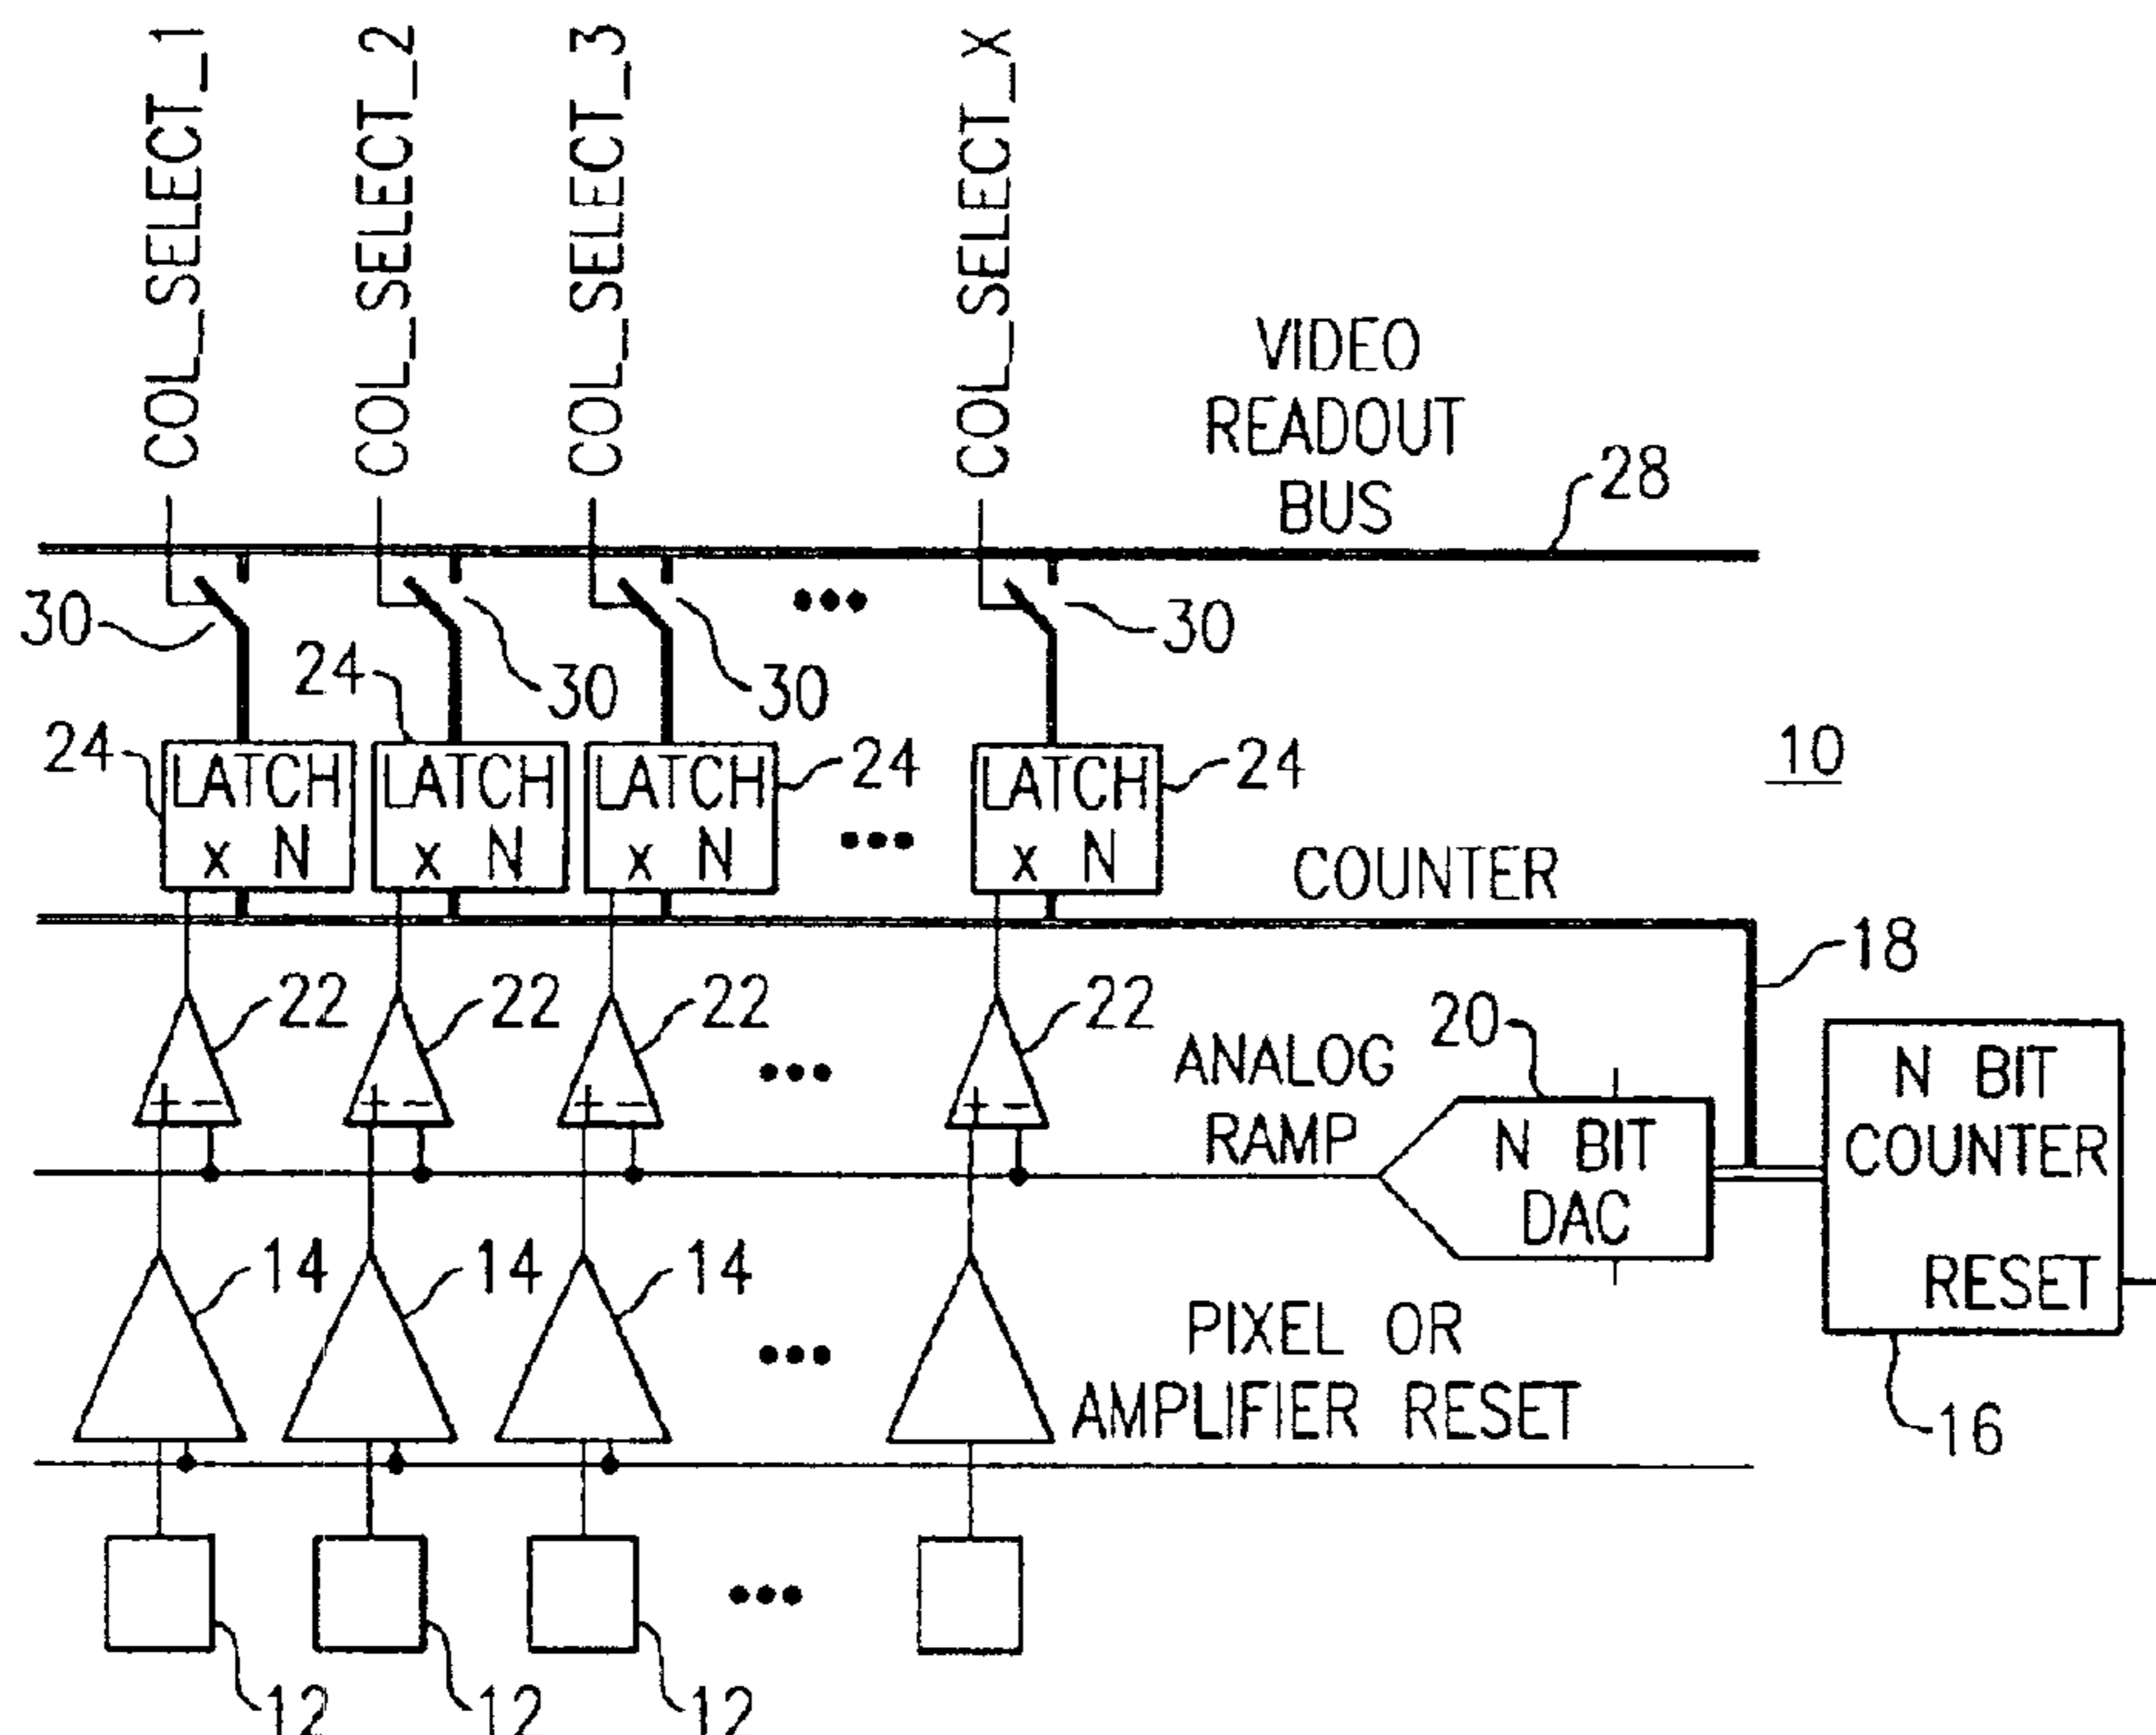 COL_SELECT_1
COL_SELECT_2
COL_SELECT_3
COL_SELECT_X
VIDEO
READOUT
BUS
28
30
30
30
30
24
24
24
24
LATCH
x N
LATCH
x N
LATCH
x N
LATCH
x N
10
COUNTER
18
22
22
22
22
+ −
+ −
+ −
+ −
ANALOG
RAMP
20
N BIT
DAC
N BIT
COUNTER
RESET
16
14
14
14
PIXEL OR
AMPLIFIER RESET
12
12
12